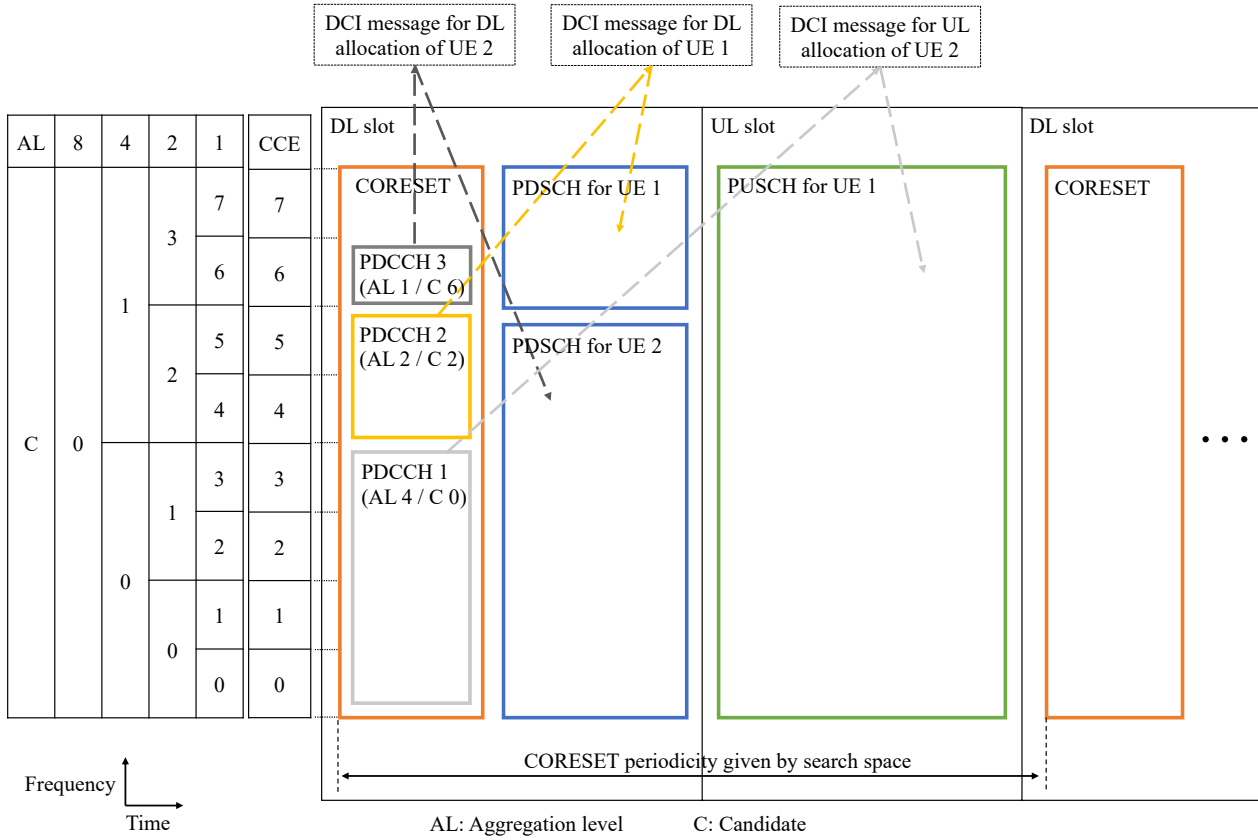 DCI message for DL
allocation of UE 2
DCI message for DL
allocation of UE 1
DCI message for UL
allocation of UE 2
AL 8 4 2 1 CCE
C
0
1
0
3
2
1
0
7
6
5
4
3
2
1
0
7
6
5
4
3
2
1
0
DL slot
CORESET
PDCCH 3
(AL 1 / C 6)
PDCCH 2
(AL 2 / C 2)
PDCCH 1
(AL 4 / C 0)
PDSCH for UE 1
PDSCH for UE 2
UL slot
PUSCH for UE 1
DL slot
CORESET
CORESET periodicity given by search space
Frequency
Time
AL: Aggregation level
C: Candidate